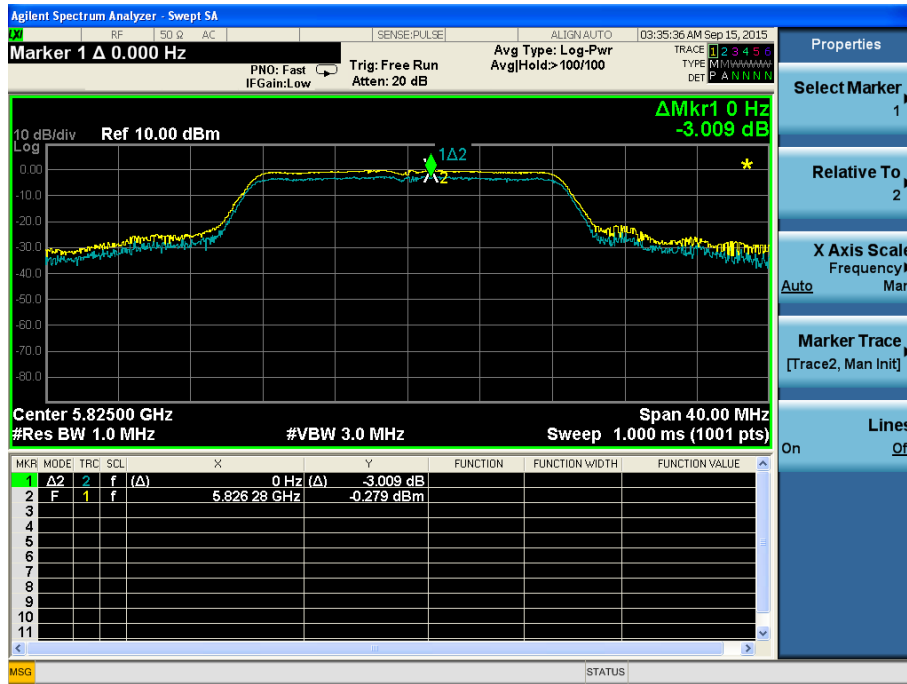 Agilent Spectrum Analyzer - Swept SA
LXI RF 50 Ω AC SENSE:PULSE ALIGN AUTO 03:35:36 AM Sep 15, 2015
Marker 1 Δ 0.000 Hz
PNO: Fast
IFGain:Low
Trig: Free Run
Atten: 20 dB
Avg Type: Log-Pwr
Avg|Hold:>100/100
TRACE 1 2 3 4 5 6
TYPE M M W W W W
DET P A N N N N
ΔMkr1 0 Hz
-3.009 dB
10 dB/div Ref 10.00 dBm
Log
1Δ2
0.00
2
-10.0
-20.0
-30.0
-40.0
-50.0
-60.0
-70.0
-80.0
Center 5.82500 GHz Span 40.00 MHz
#Res BW 1.0 MHz #VBW 3.0 MHz Sweep 1.000 ms (1001 pts)
MKR MODE TRC SCL X Y FUNCTION FUNCTION WIDTH FUNCTION VALUE
1 Δ2 2 f (Δ) 0 Hz (Δ) -3.009 dB
2 F 1 f 5.826 28 GHz -0.279 dBm
3
4
5
6
7
8
9
10
11
MSG STATUS
Properties
Select Marker
1
Relative To
2
X Axis Scale
Frequency
Auto Man
Marker Trace
[Trace2, Man Init]
Lines
On Of